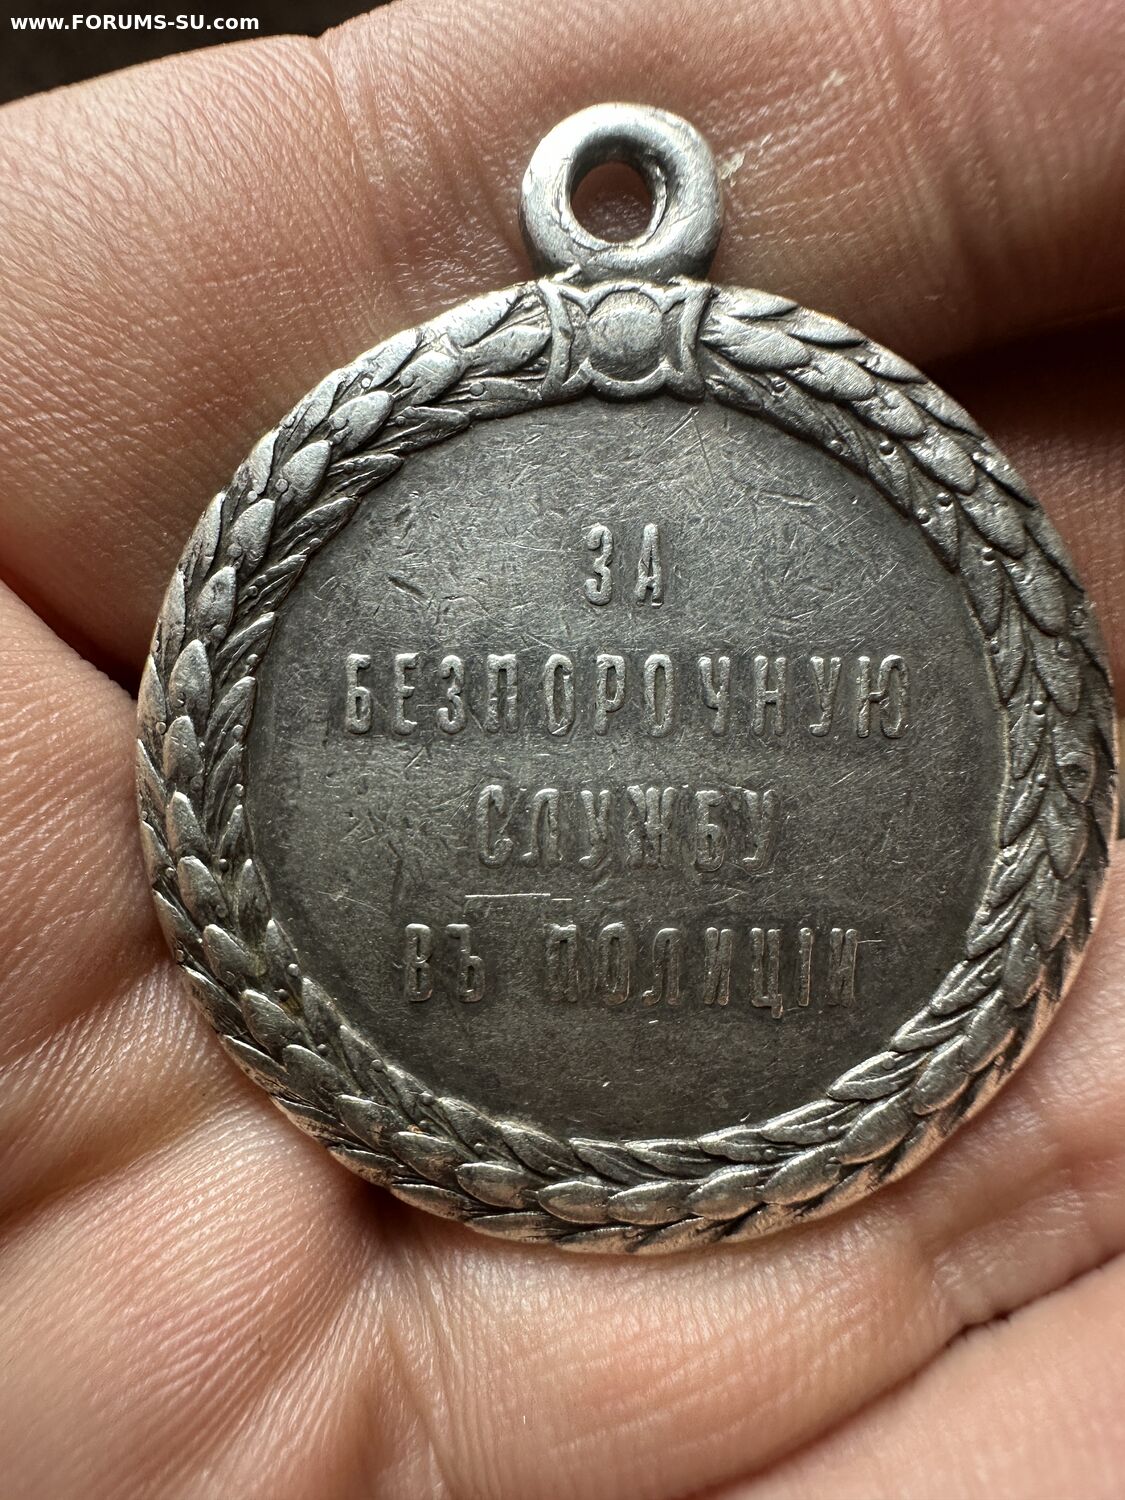 www.FORUMS-SU.com
ЗА
БЕЗПОРОЧНУЮ
СЛУЖБУ
ВЪ ПОЛИЦІИ